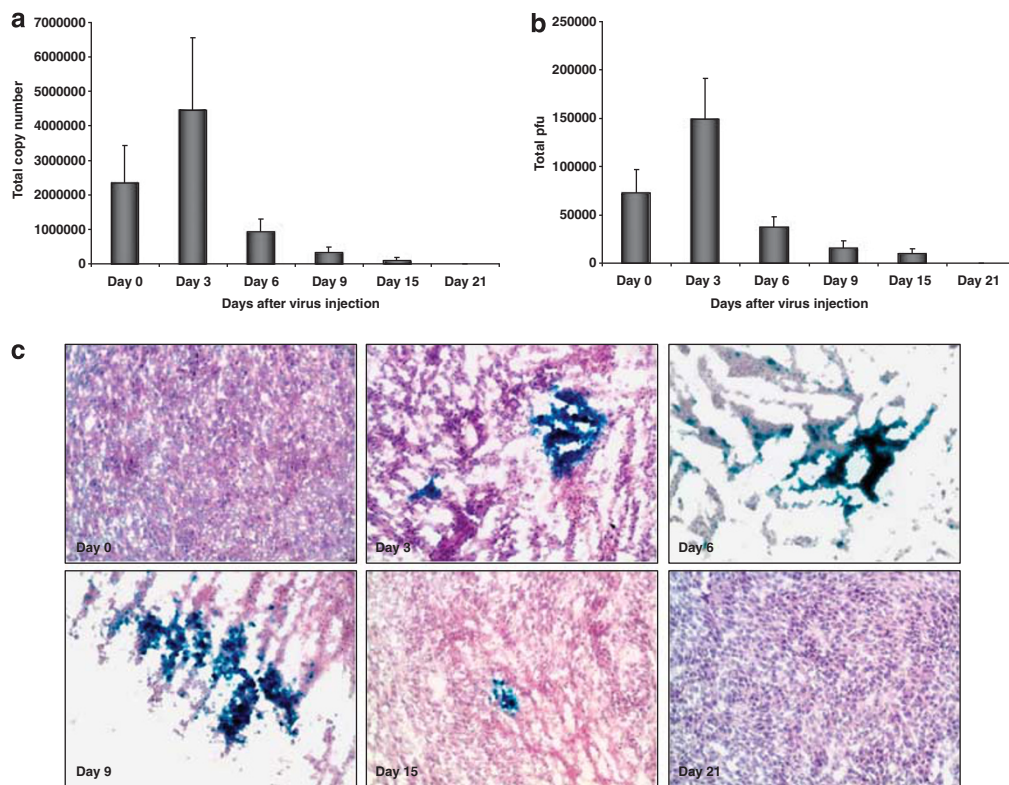 a
7000000
6000000
5000000
4000000
3000000
2000000
1000000
0
Total copy number
Day 0 Day 3 Day 6 Day 9 Day 15 Day 21
Days after virus injection
b
250000
200000
150000
100000
50000
0
Total pfu
Day 0 Day 3 Day 6 Day 9 Day 15 Day 21
Days after virus injection
c
Day 0
Day 3
Day 6
Day 9
Day 15
Day 21